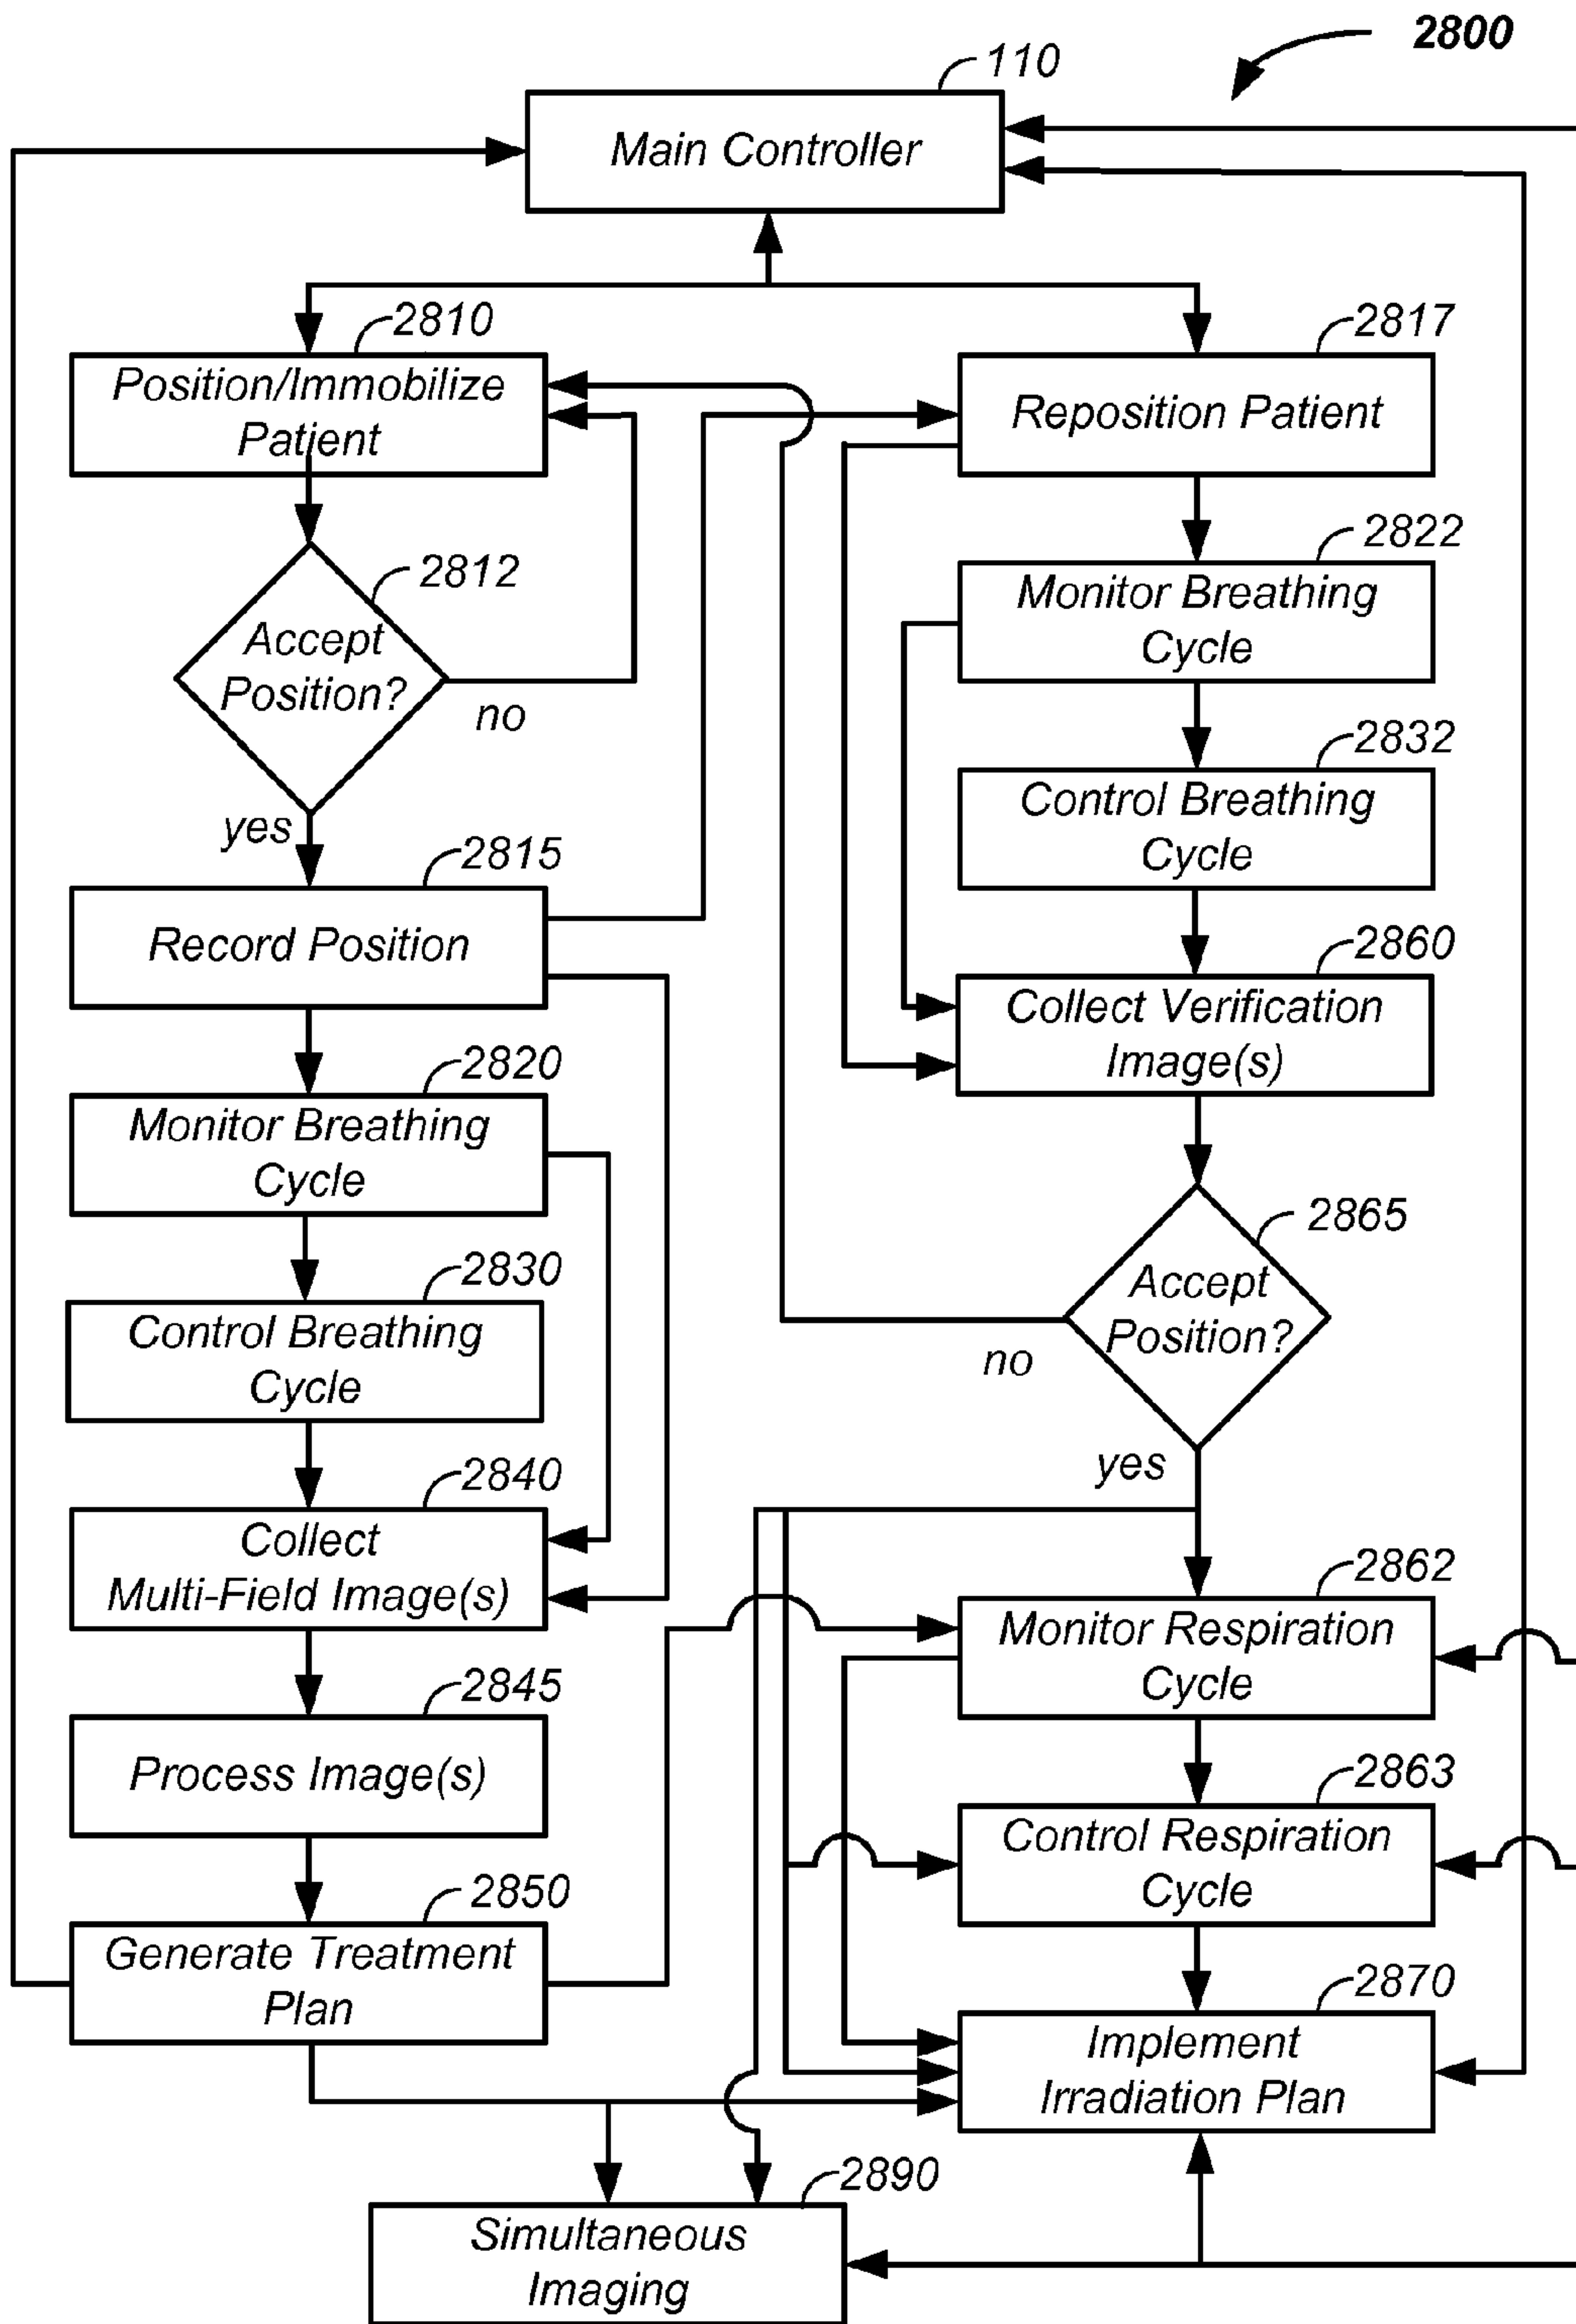 2800
110
Main Controller
2810
Position/Immobilize
Patient
2812
Accept
Position?
no
yes
2815
Record Position
2820
Monitor Breathing
Cycle
2830
Control Breathing
Cycle
2840
Collect
Multi-Field Image(s)
2845
Process Image(s)
2850
Generate Treatment
Plan
2817
Reposition Patient
2822
Monitor Breathing
Cycle
2832
Control Breathing
Cycle
2860
Collect Verification
Image(s)
2865
Accept
Position?
no
yes
2862
Monitor Respiration
Cycle
2863
Control Respiration
Cycle
2870
Implement
Irradiation Plan
2890
Simultaneous
Imaging